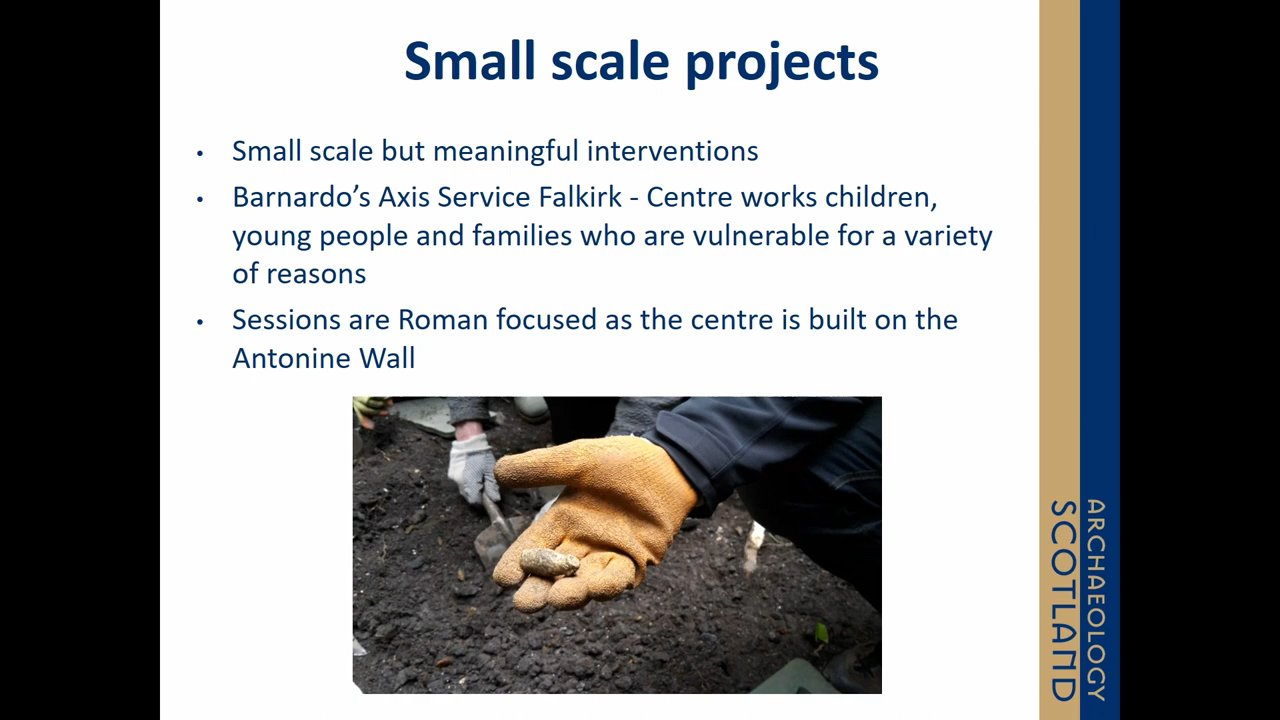 Small scale projects
• Small scale but meaningful interventions
• Barnardo’s Axis Service Falkirk - Centre works children,
young people and families who are vulnerable for a variety
of reasons
• Sessions are Roman focused as the centre is built on the
Antonine Wall
ARCHAEOLOGY
SCOTLAND